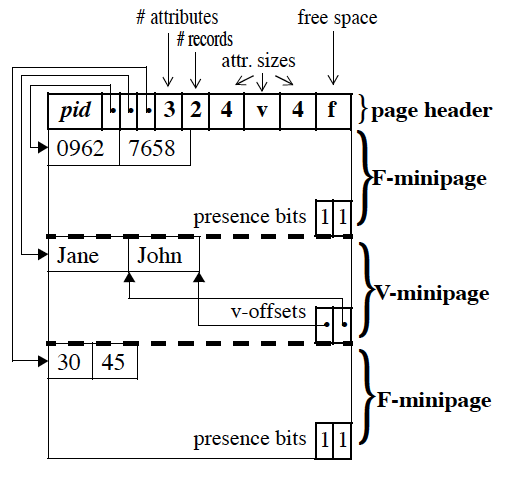 # attributes
free space
# records
attr. sizes
pid 3 2 4 v 4 f
page header
0962 7658
F-minipage
presence bits 1 1
Jane John
V-minipage
v-offsets
30 45
F-minipage
presence bits 1 1